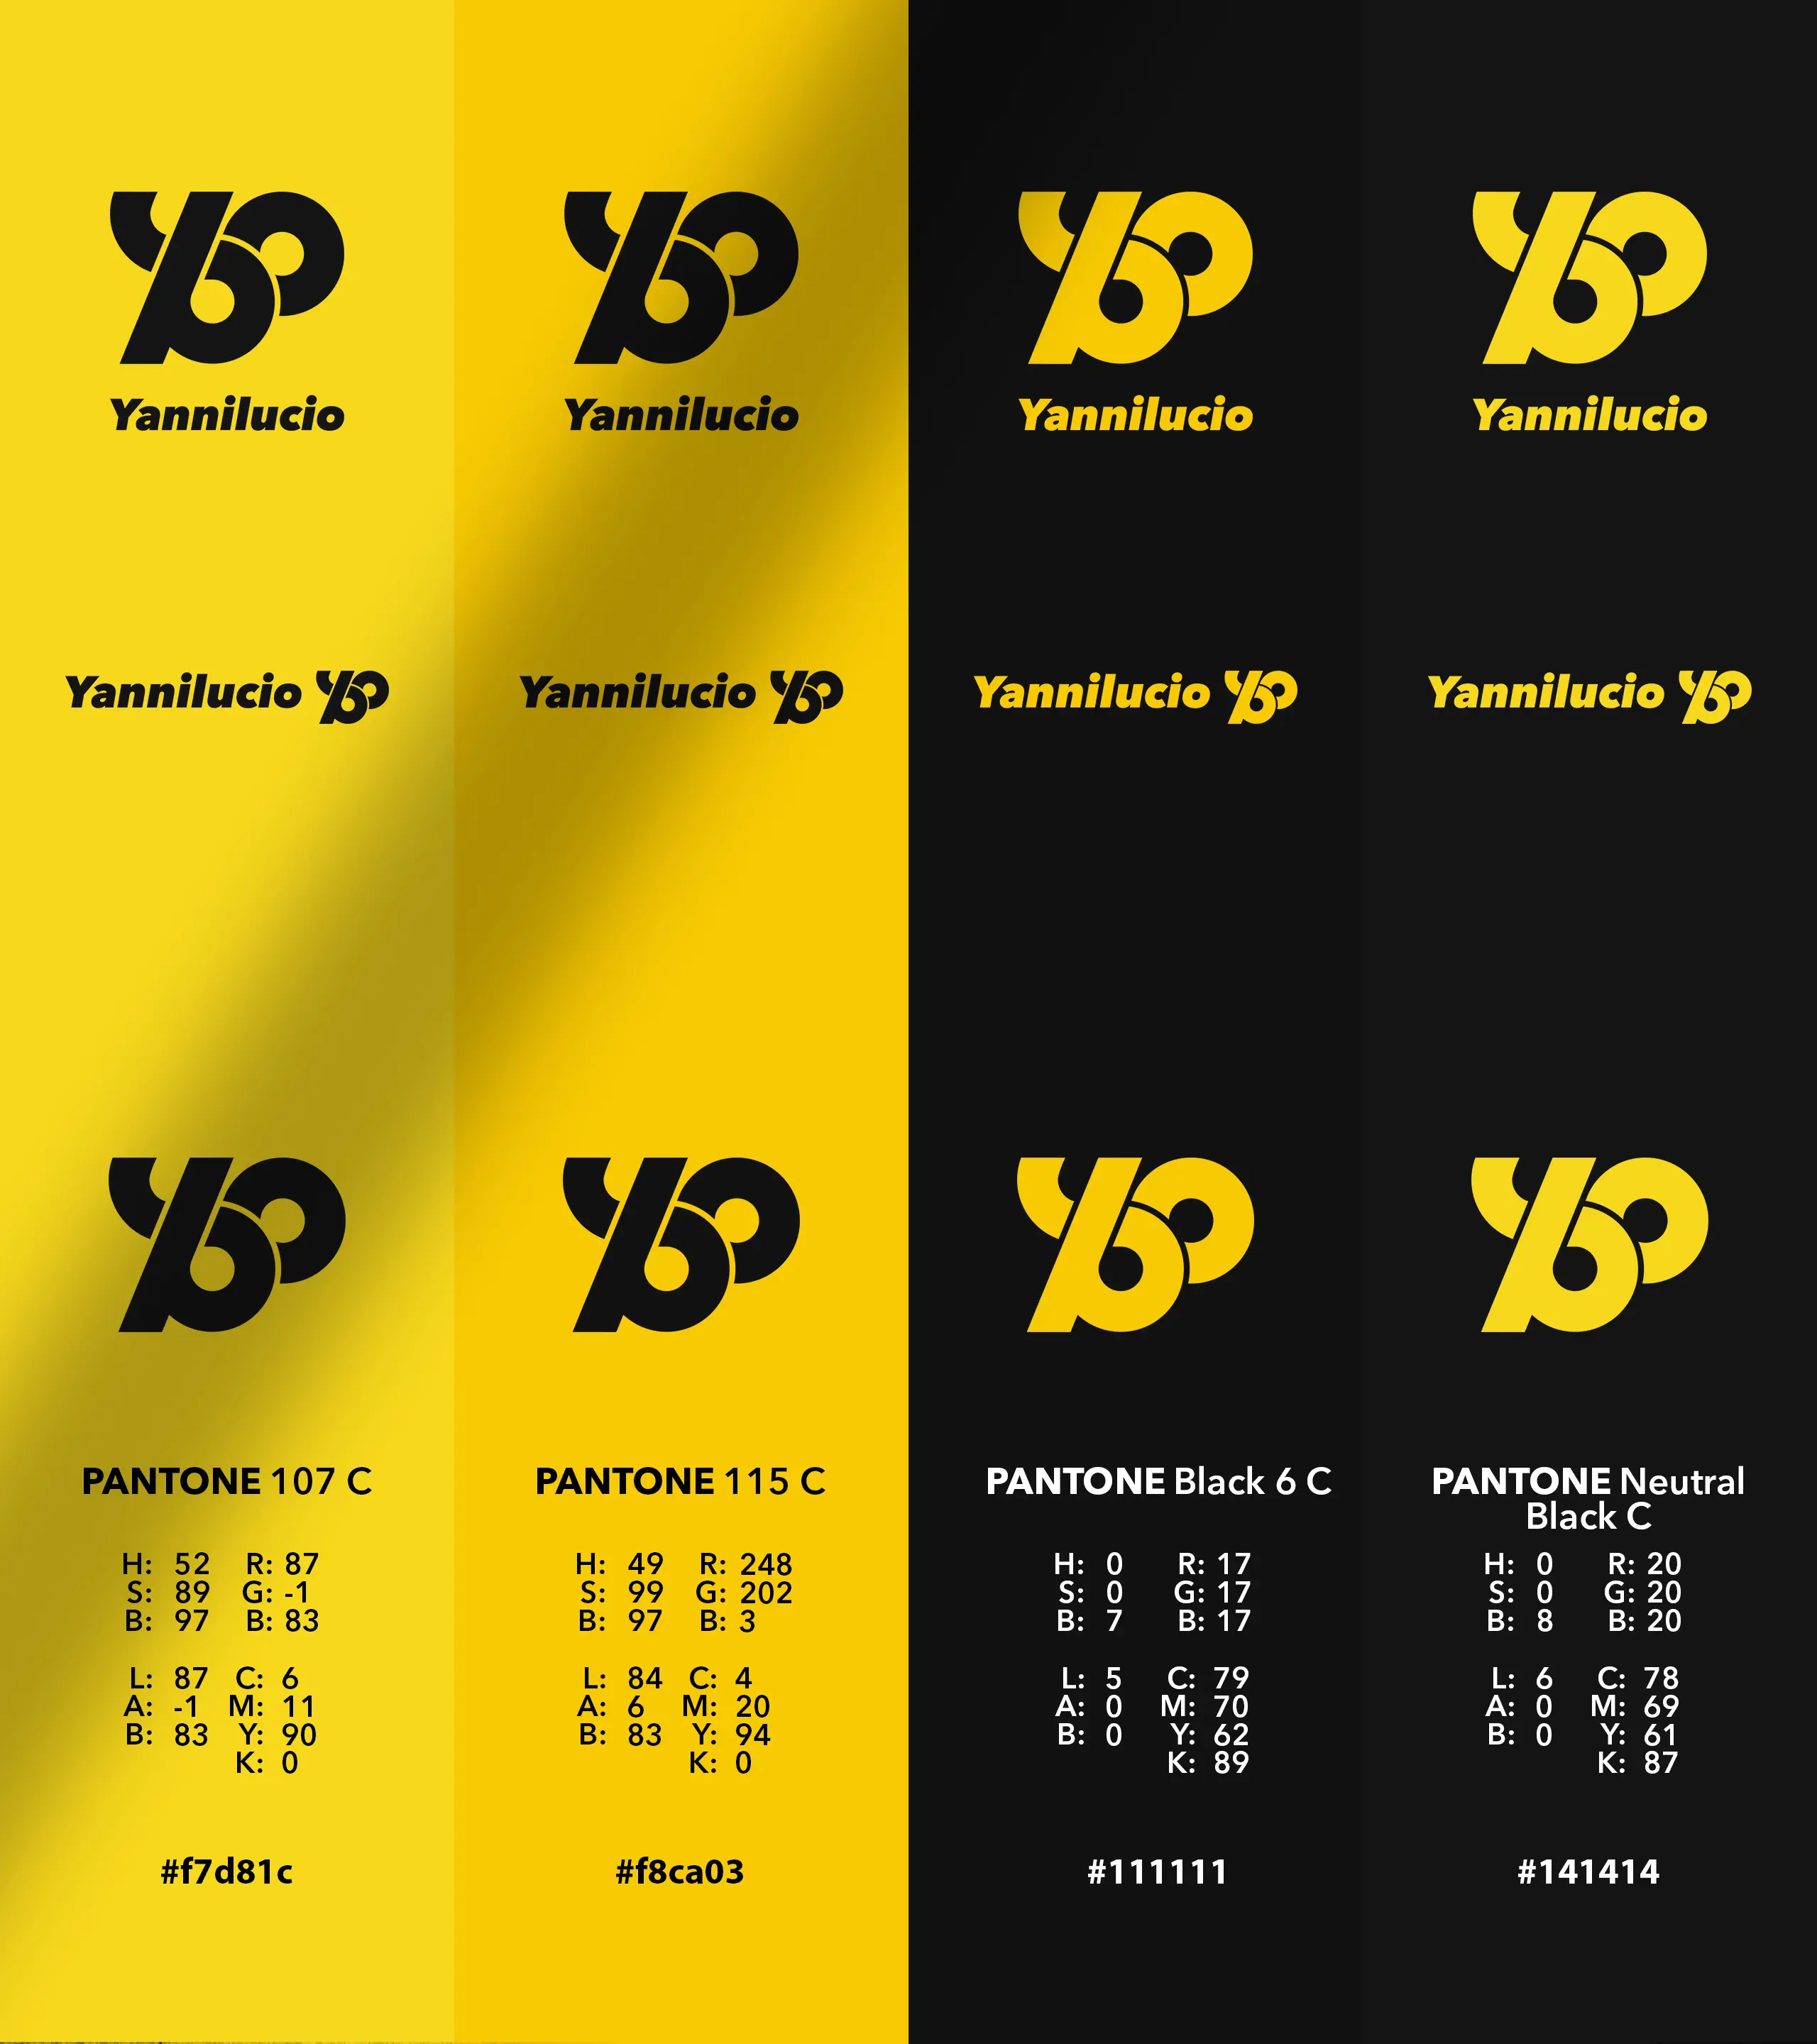 Yannilucio
Yannilucio
Yannilucio
Yannilucio
Yannilucio
Yannilucio
Yannilucio
Yannilucio
PANTONE 107 C
H: 52 R: 87
S: 89 G: -1
B: 97 B: 83
L: 87 C: 6
A: -1 M: 11
B: 83 Y: 90
K: 0
#f7d81c
PANTONE 115 C
H: 49 R: 248
S: 99 G: 202
B: 97 B: 3
L: 84 C: 4
A: 6 M: 20
B: 83 Y: 94
K: 0
#f8ca03
PANTONE Black 6 C
H: 0 R: 17
S: 0 G: 17
B: 7 B: 17
L: 5 C: 79
A: 0 M: 70
B: 0 Y: 62
K: 89
#111111
PANTONE Neutral
Black C
H: 0 R: 20
S: 0 G: 20
B: 8 B: 20
L: 6 C: 78
A: 0 M: 69
B: 0 Y: 61
K: 87
#141414